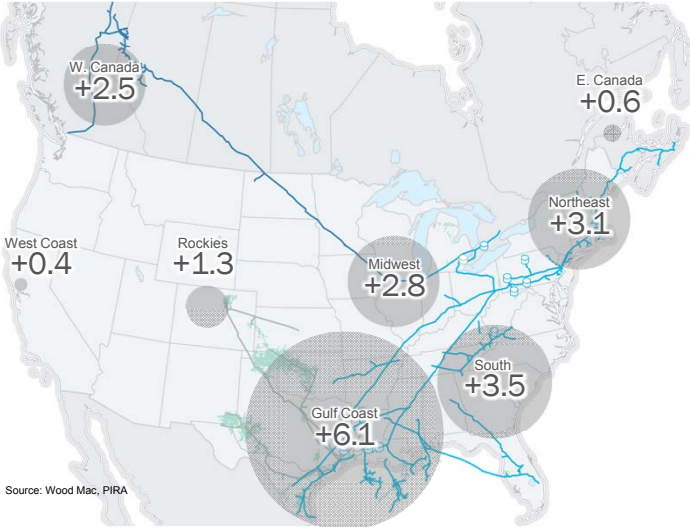 W. Canada
+2.5
E. Canada
+0.6
Northeast
+3.1
West Coast
+0.4
Rockies
+1.3
Midwest
+2.8
South
+3.5
Gulf Coast
+6.1
Source: Wood Mac, PIRA